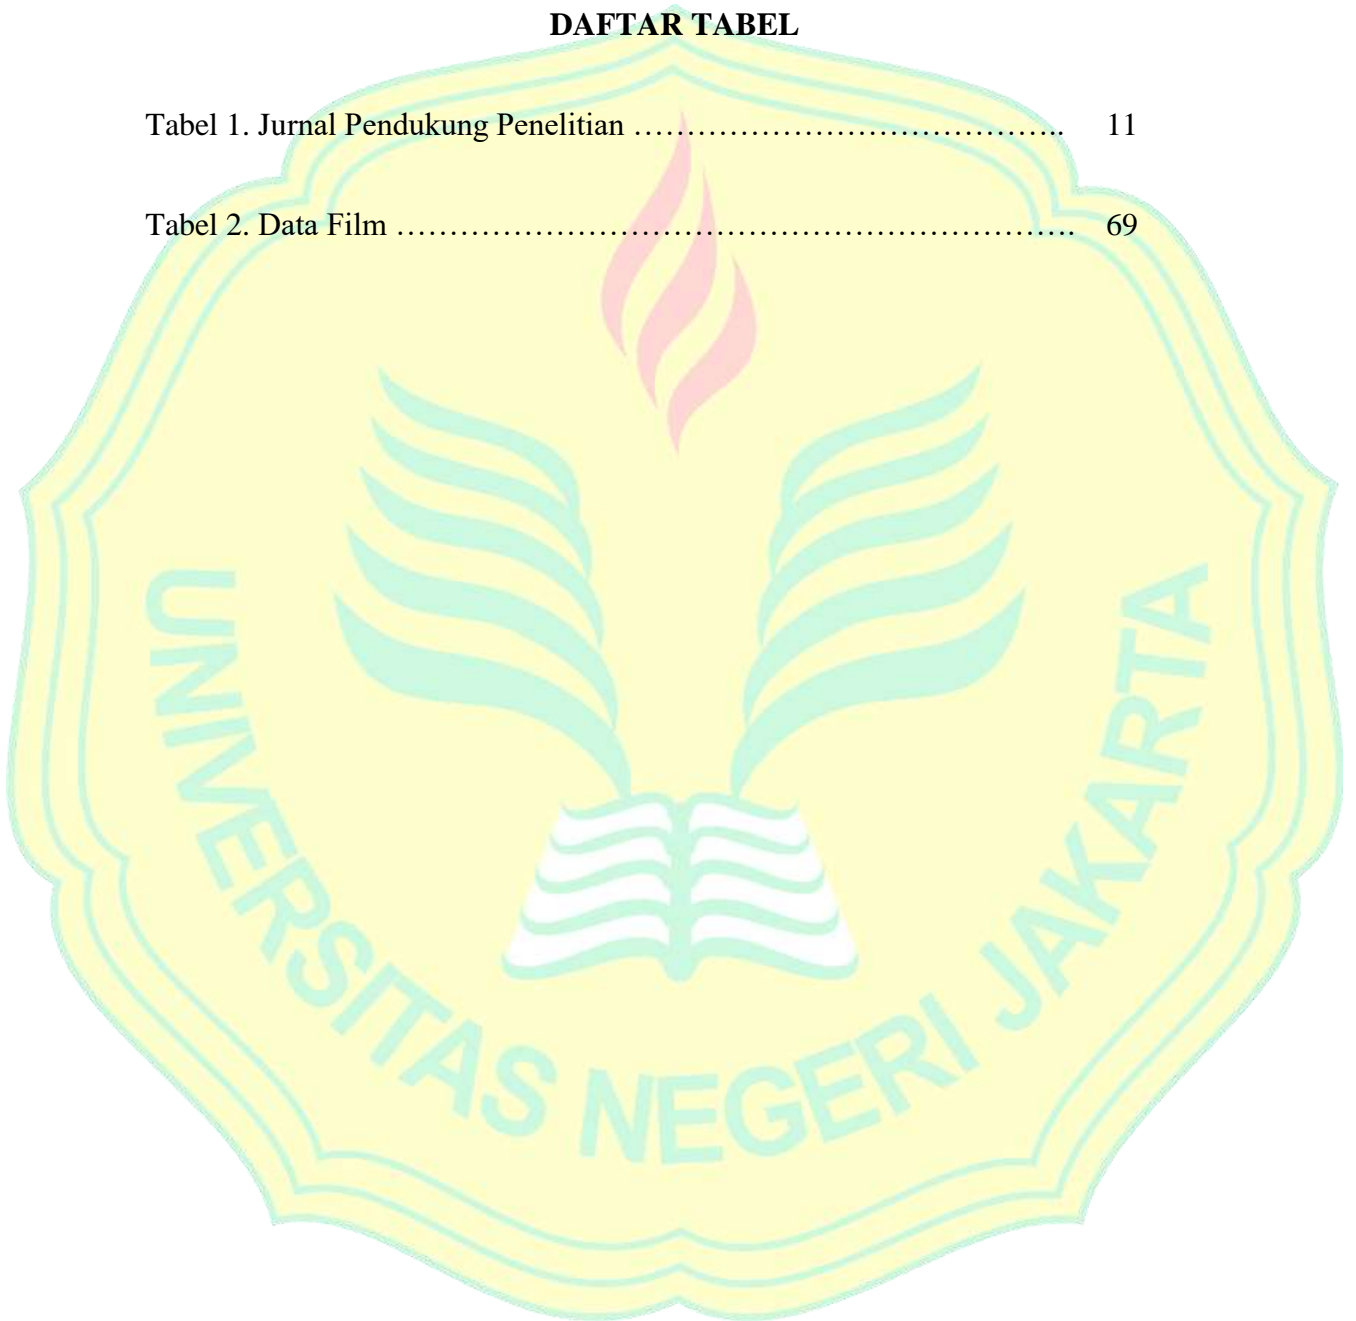 DAFTAR TABEL
Tabel 1. Jurnal Pendukung Penelitian ………………………………….. 11
Tabel 2. Data Film ………………………………………………………. 69
UNIVERSITAS NEGERI JAKARTA